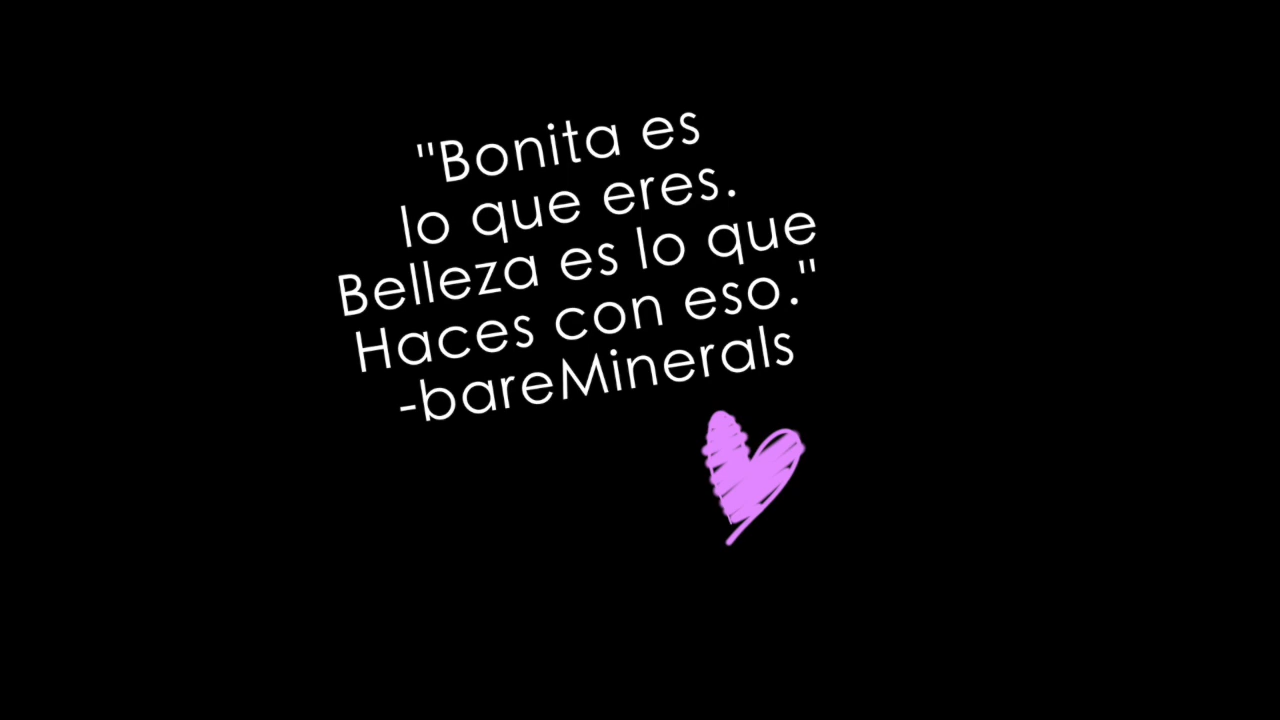 "Bonita es
lo que eres.
Belleza es lo que
Haces con eso."
-bareMinerals